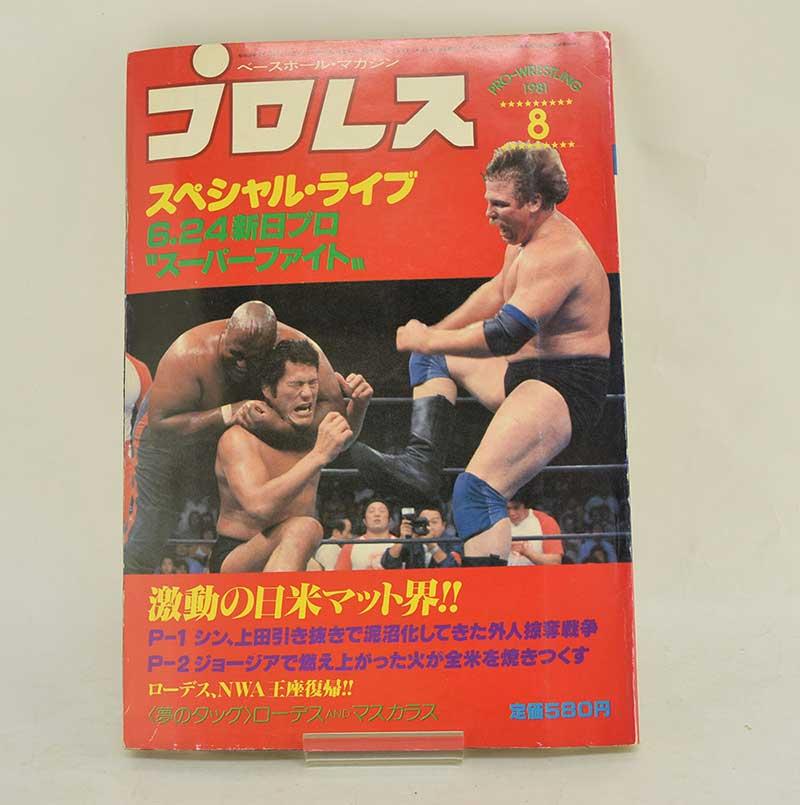 ベースボール・マガジン
プロレス
PRO-WRESTLING
1981
8
スペシャル・ライブ
6.24新日プロ
"スーパーファイト"
激動の日米マット界!!
P-1 シン、上田引き抜きで泥沼化してきた外人掠奪戦争
P-2 ジョージアで燃え上がった火が全米を焼きつくす
ローデス、NWA王座復帰!!
〈夢のタッグ〉ローデスANDマスカラス
定価580円